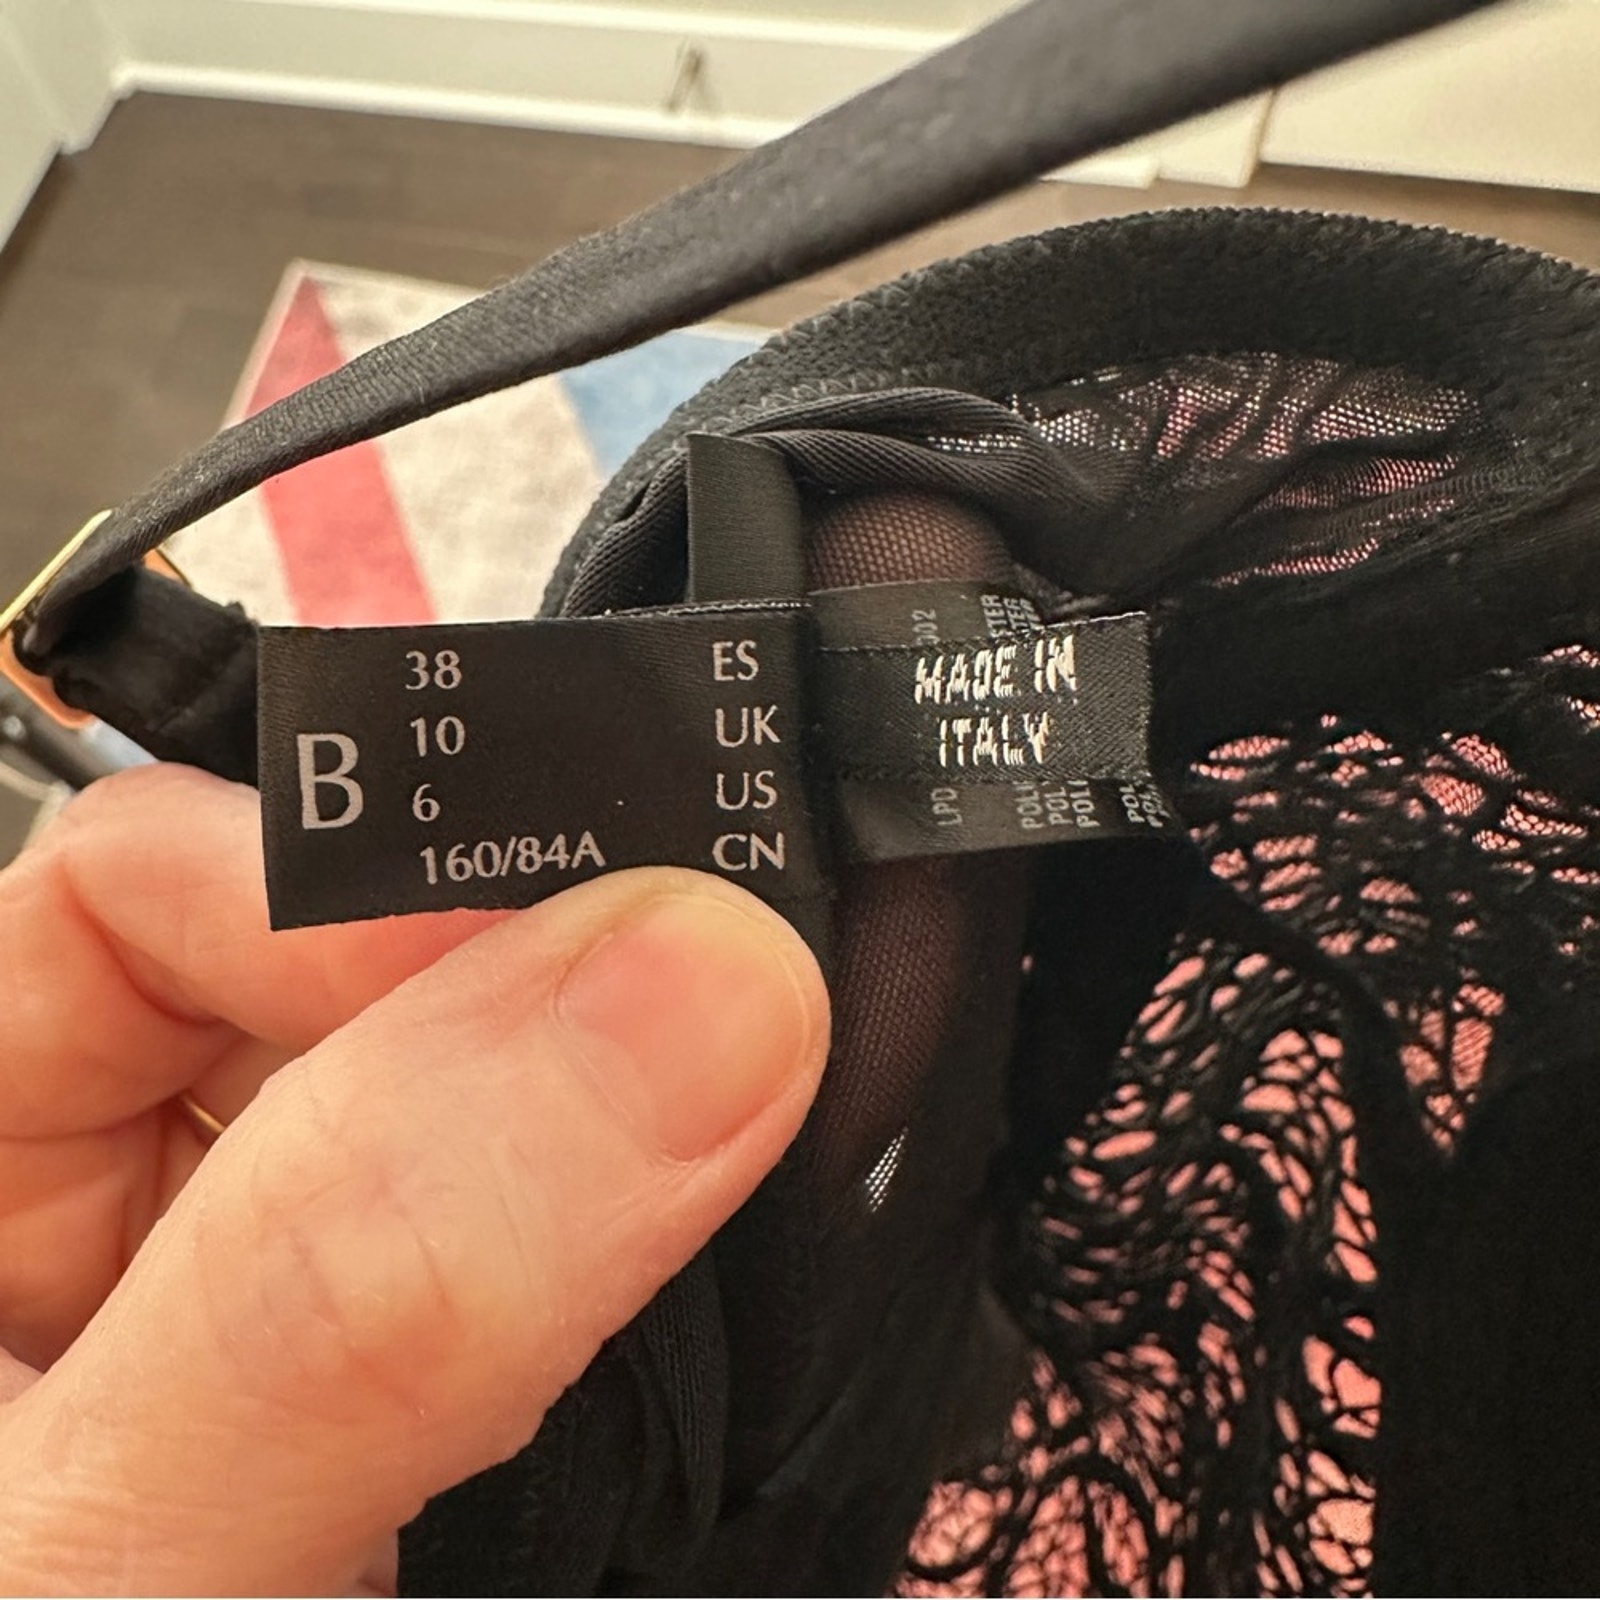 B
38 ES
10 UK
6 US
160/84A CN
MADE IN
ITALY